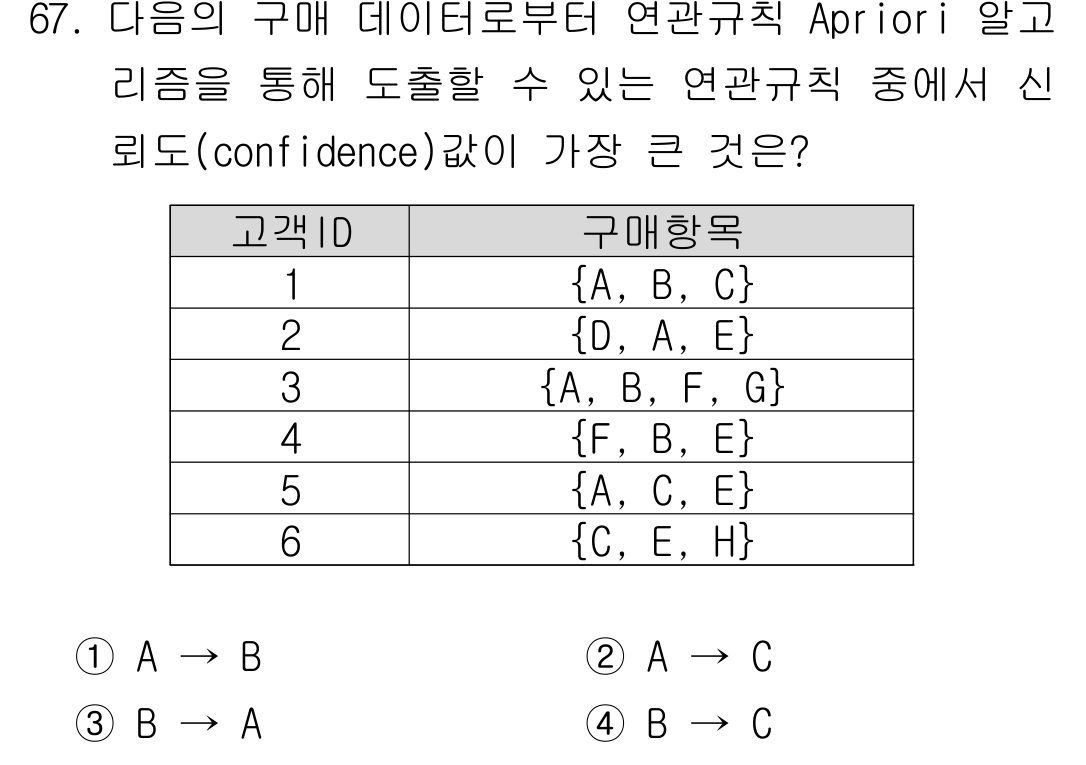 67. 다음의 구매 데이터로부터 연관규칙 Apriori 알고
리즘을 통해 도출할 수 있는 연관규칙 중에서 신
뢰도(confidence)값이 가장 큰 것은?
고객ID 구매항목
1 {A, B, C}
2 {D, A, E}
3 {A, B, F, G}
4 {F, B, E}
5 {A, C, E}
6 {C, E, H}
① A → B ② A → C
③ B → A ④ B → C